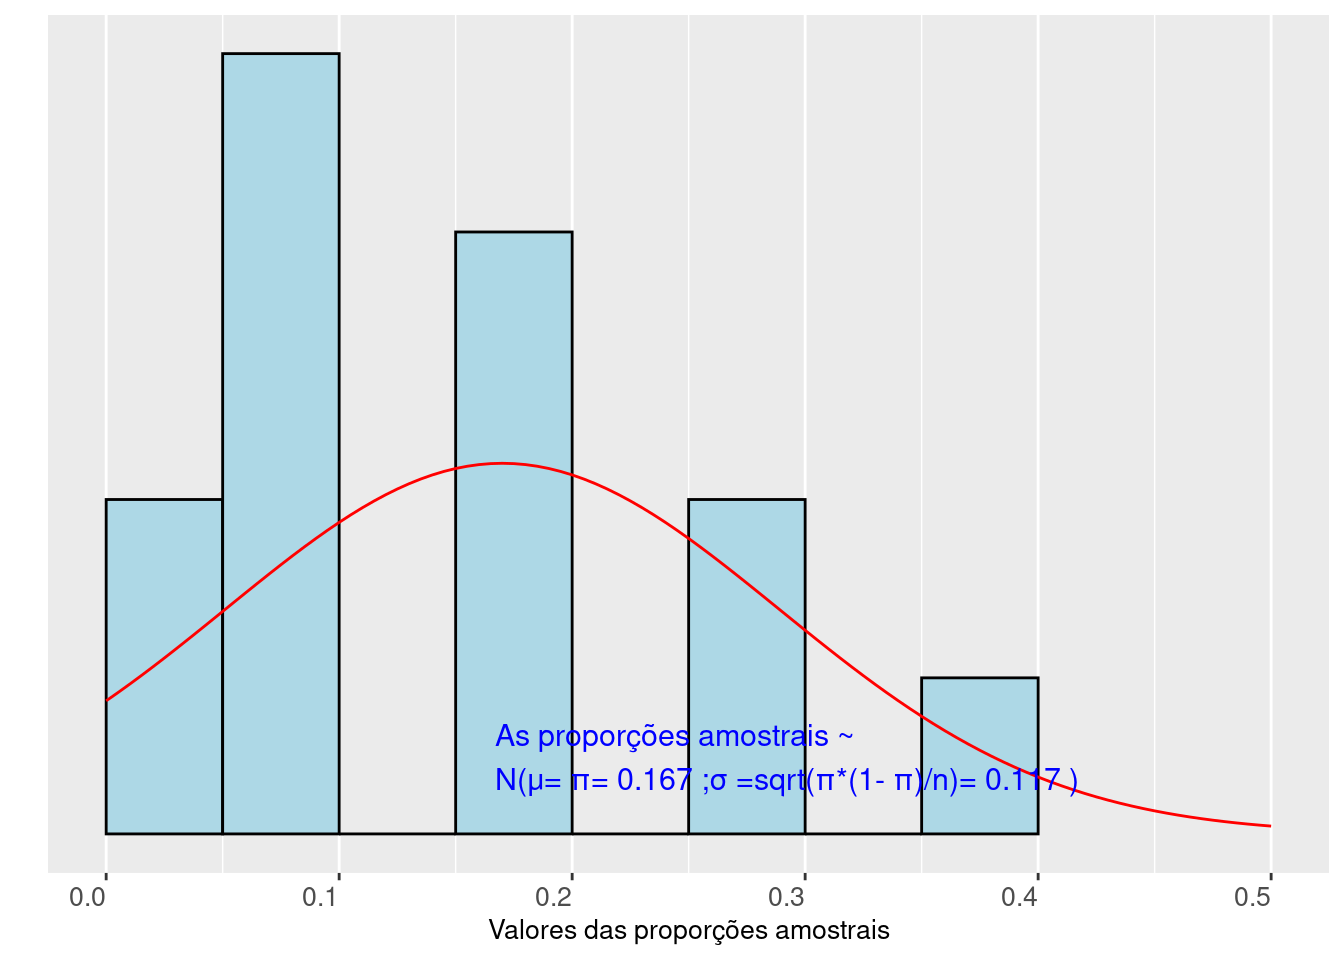 As proporções amostrais ~
N(μ= π= 0.167 ;σ =sqrt(π*(1- π)/n)= 0.117 )
0.0 0.1 0.2 0.3 0.4 0.5
Valores das proporções amostrais